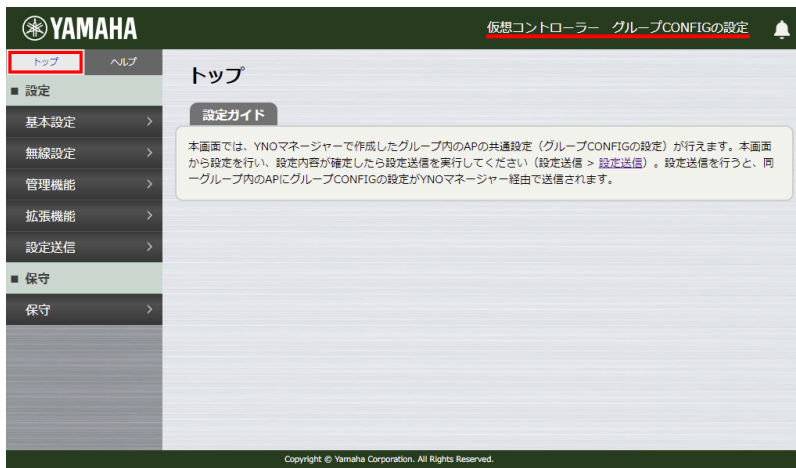 YAMAHA
仮想コントローラー グループCONFIGの設定
トップ ヘルプ
■ 設定
基本設定
無線設定
管理機能
拡張機能
設定送信
■ 保守
保守
トップ
設定ガイド
本画面では、YNOマネージャーで作成したグループ内のAPの共通設定（グループCONFIGの設定）が行えます。本画面
から設定を行い、設定内容が確定したら設定送信を実行してください（設定送信 > 設定送信）。設定送信を行うと、同
一グループ内のAPにグループCONFIGの設定がYNOマネージャー経由で送信されます。
Copyright © Yamaha Corporation. All Rights Reserved.